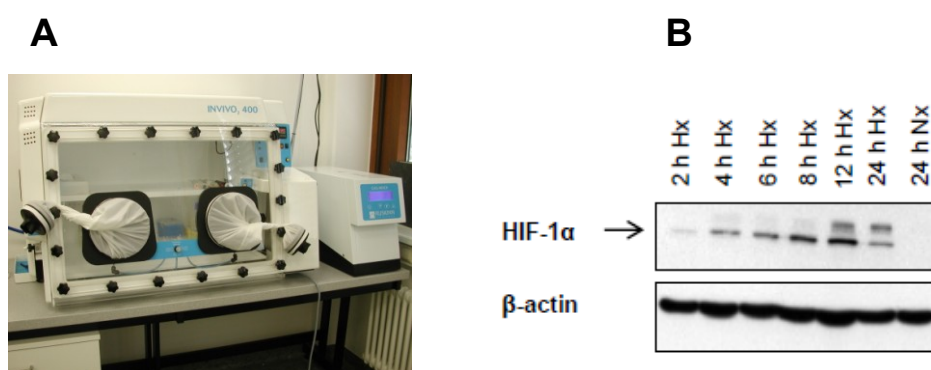 A
B
INVIVO₂ 400
2 h Hx
4 h Hx
6 h Hx
8 h Hx
12 h Hx
24 h Hx
24 h Nx
HIF-1α
β-actin